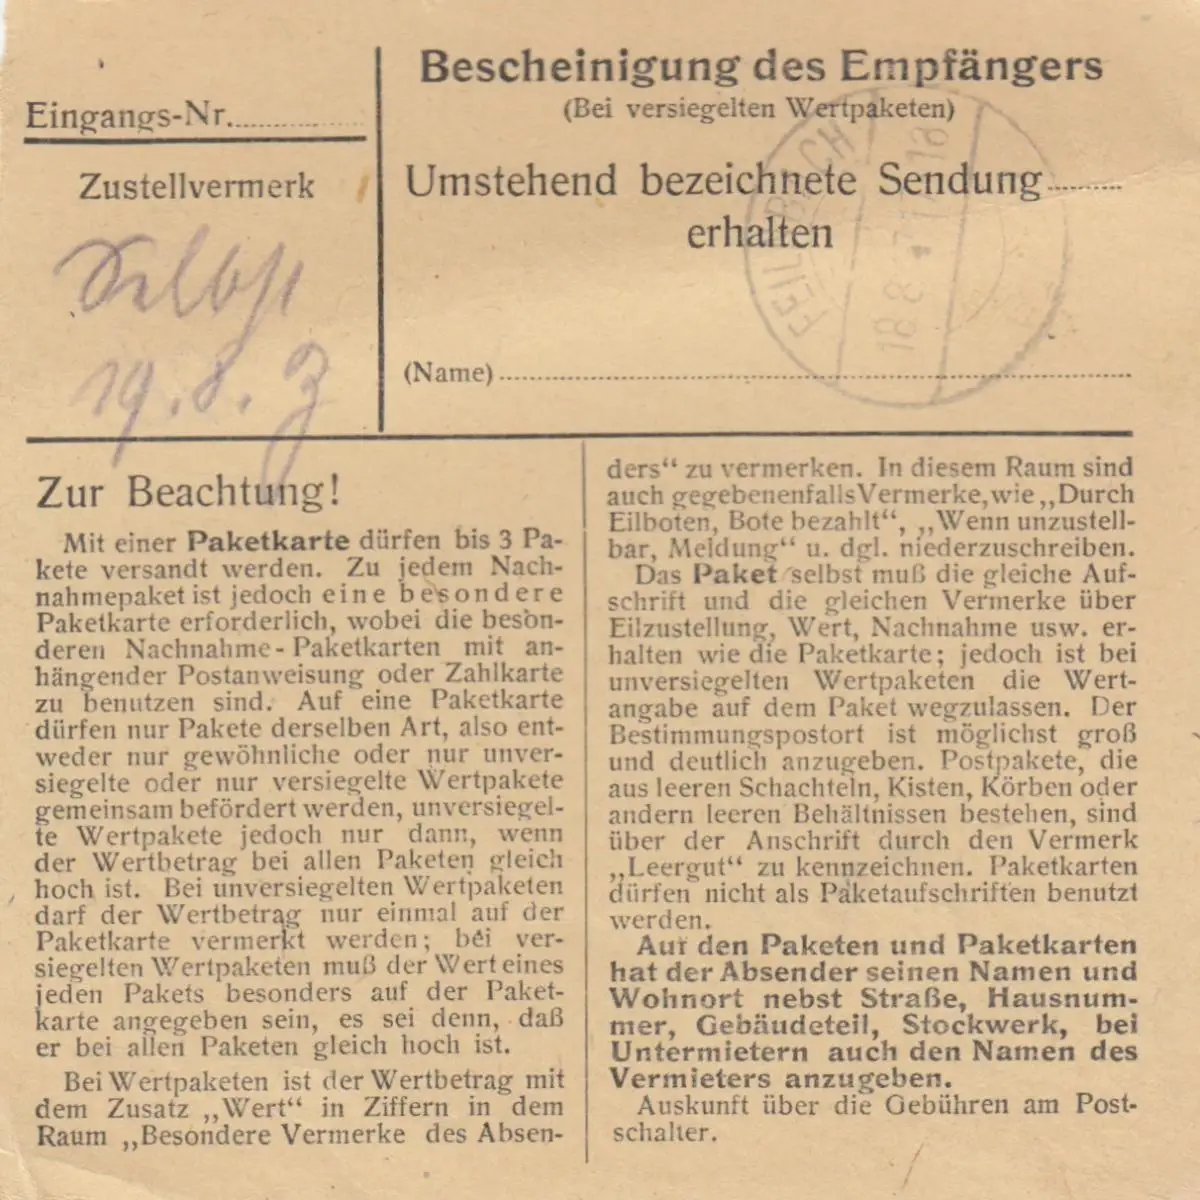 Eingangs-Nr.
Zustellvermerk
Selbst
19.8. Z
Bescheinigung des Empfängers
(Bei versiegelten Wertpaketen)
Umstehend bezeichnete Sendung
erhalten
(Name)
FEILNBACH
18.8. 17-18
Zur Beachtung!
Mit einer Paketkarte dürfen bis 3 Pa-
kete versandt werden. Zu jedem Nach-
nahmepaket ist jedoch eine besondere
Paketkarte erforderlich, wobei die beson-
deren Nachnahme-Paketkarten mit an-
hängender Postanweisung oder Zahlkarte
zu benutzen sind. Auf eine Paketkarte
dürfen nur Pakete derselben Art, also ent-
weder nur gewöhnliche oder nur unver-
siegelte oder nur versiegelte Wertpakete
gemeinsam befördert werden, unversiegel-
te Wertpakete jedoch nur dann, wenn
der Wertbetrag bei allen Paketen gleich
hoch ist. Bei unversiegelten Wertpaketen
darf der Wertbetrag nur einmal auf der
Paketkarte vermerkt werden; bei ver-
siegelten Wertpaketen muß der Wert eines
jeden Pakets besonders auf der Paket-
karte angegeben sein, es sei denn, daß
er bei allen Paketen gleich hoch ist.
Bei Wertpaketen ist der Wertbetrag mit
dem Zusatz „Wert“ in Ziffern in dem
Raum „Besondere Vermerke des Absen-
ders“ zu vermerken. In diesem Raum sind
auch gegebenenfalls Vermerke, wie „Durch
Eilboten, Bote bezahlt“, „Wenn unzustell-
bar, Meldung“ u. dgl. niederzuschreiben.
Das Paket selbst muß die gleiche Auf-
schrift und die gleichen Vermerke über
Eilzustellung, Wert, Nachnahme usw. er-
halten wie die Paketkarte; jedoch ist bei
unversiegelten Wertpaketen die Wert-
angabe auf dem Paket wegzulassen. Der
Bestimmungspostort ist möglichst groß
und deutlich anzugeben. Postpakete, die
aus leeren Schachteln, Kisten, Körben oder
andern leeren Behältnissen bestehen, sind
über der Anschrift durch den Vermerk
„Leergut“ zu kennzeichnen. Paketkarten
dürfen nicht als Paketaufschriften benutzt
werden.
Auf den Paketen und Paketkarten
hat der Absender seinen Namen und
Wohnort nebst Straße, Hausnum-
mer, Gebäudeteil, Stockwerk, bei
Untermietern auch den Namen des
Vermieters anzugeben.
Auskunft über die Gebühren am Post-
schalter.